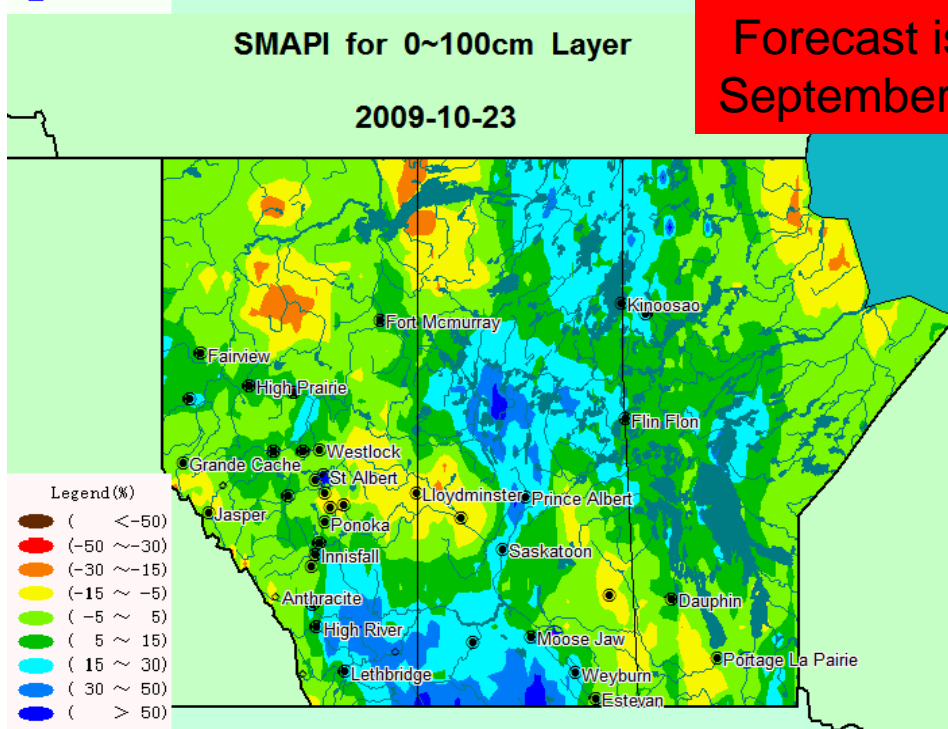 SMAPI for 0~100cm Layer
2009-10-23
Forecast is
September
Kinoosao
Fort Mcmurray
Fairview
High Prairie
Flin Flon
Westlock
Grande Cache
St Albert
Lloydminster
Prince Albert
Jasper
Ponoka
Saskatoon
Innisfall
Anthracite
Dauphin
High River
Moose Jaw
Portage La Pairie
Lethbridge
Weyburn
Estevan
Legend(%)
( <-50)
(-50 ~-30)
(-30 ~-15)
(-15 ~ -5)
( -5 ~ 5)
( 5 ~ 15)
( 15 ~ 30)
( 30 ~ 50)
( > 50)